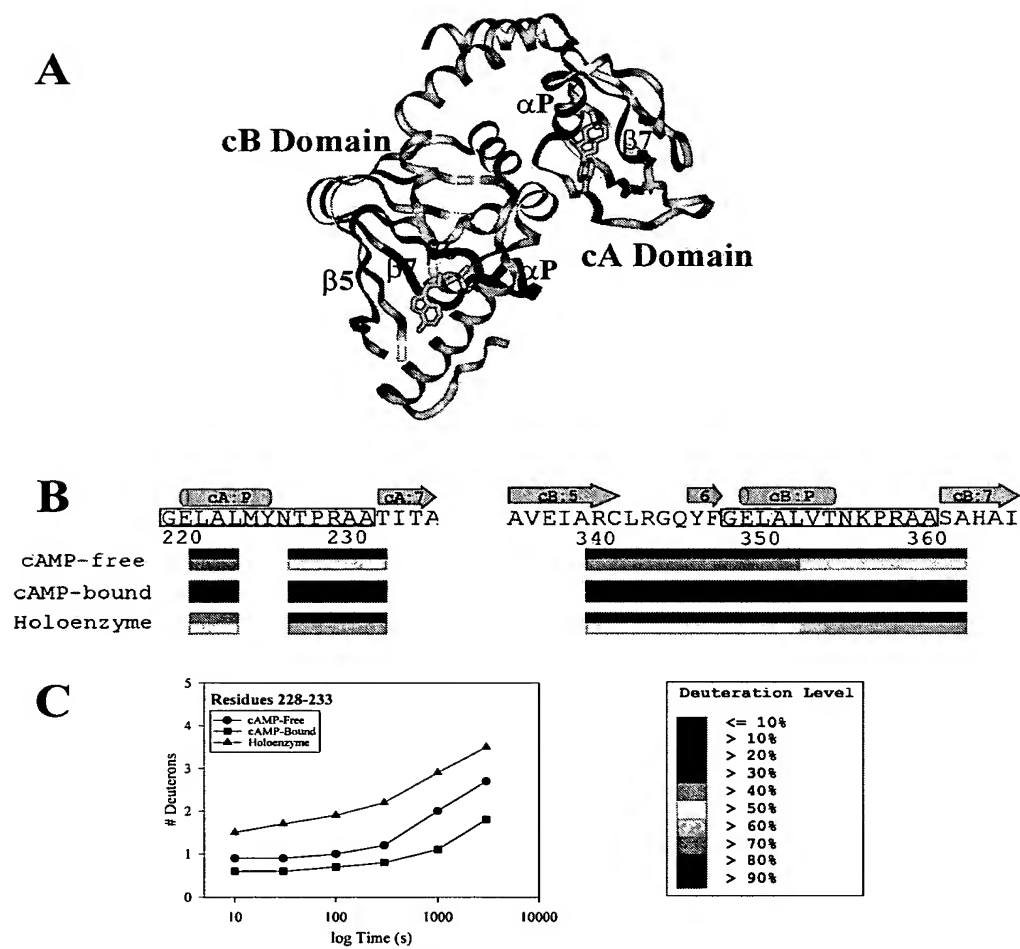 A
αP
cB Domain
β7
cA Domain
αP
β7
β5
B
cA:P cA:7 cB:5 6 cB:P cB:7
GELALMYNTPRAATITA AVEIARCLRGQYFGELALVTNKPRAASAHAI
220 230 340 350 360
cAMP-free
cAMP-bound
Holoenzyme
C
Residues 228-233
cAMP-Free
cAMP-Bound
Holoenzyme
# Deuterons
5
4
3
2
1
0
10 100 1000 10000
log Time (s)
Deuteration Level
<= 10%
> 10%
> 20%
> 30%
> 40%
> 50%
> 60%
> 70%
> 80%
> 90%